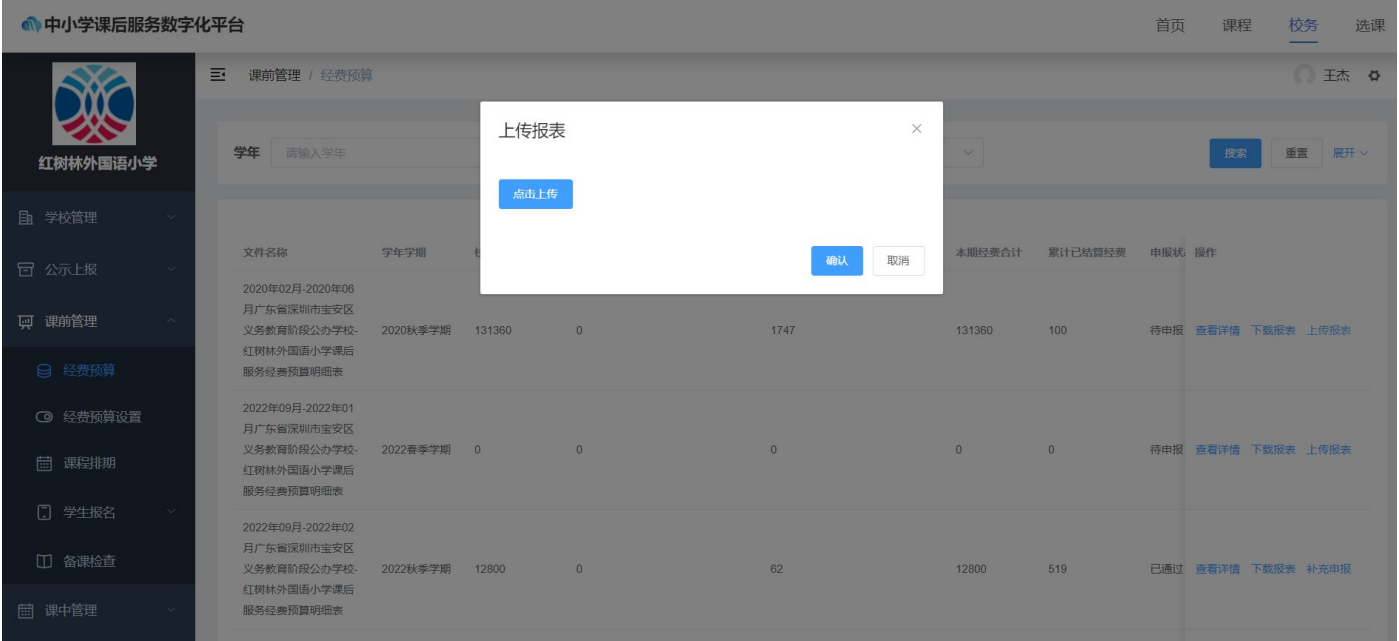 中小学课后服务数字化平台
首页 课程 校务 选课
红树林外国语小学
学校管理
公示上报
课前管理
经费预算
经费预算设置
课程排期
学生报名
备课检查
课中管理
课前管理 / 经费预算
王杰
学年 请输入学年
搜索 重置 展开
上传报表
点击上传
确认 取消
文件名称 学年学期 本期经费合计 累计已结算经费 申报状 操作
2020年02月-2020年06
月广东省深圳市宝安区
义务教育阶段公办学校-
红树林外国语小学课后
服务经费预算明细表
2020秋季学期 131360 0 1747 131360 100 待申报 查看详情 下载报表 上传报表
2022年09月-2022年01
月广东省深圳市宝安区
义务教育阶段公办学校-
红树林外国语小学课后
服务经费预算明细表
2022春季学期 0 0 0 0 0 待申报 查看详情 下载报表 上传报表
2022年09月-2022年02
月广东省深圳市宝安区
义务教育阶段公办学校-
红树林外国语小学课后
服务经费预算明细表
2022秋季学期 12800 0 62 12800 519 已通过 查看详情 下载报表 补充申报